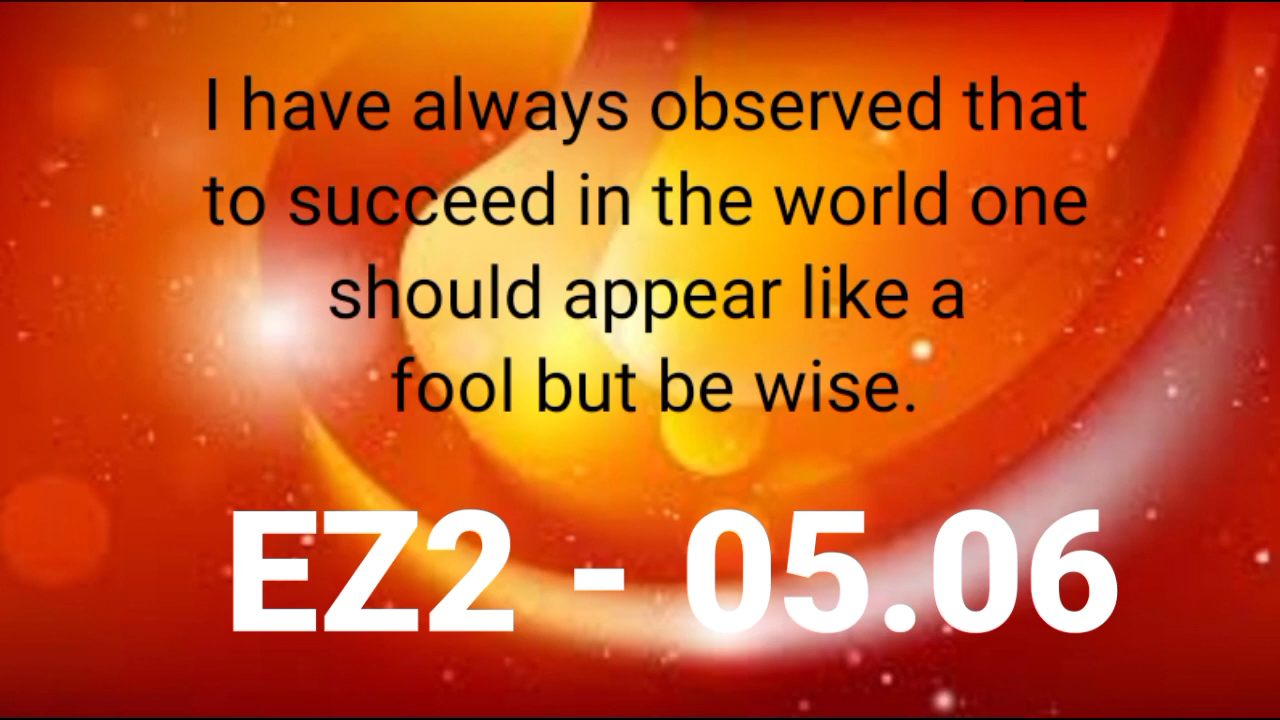 I have always observed that
to succeed in the world one
should appear like a
fool but be wise.
EZ2 - 05.06